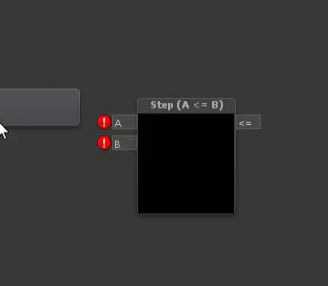 Step (A <= B)
A
<=
B